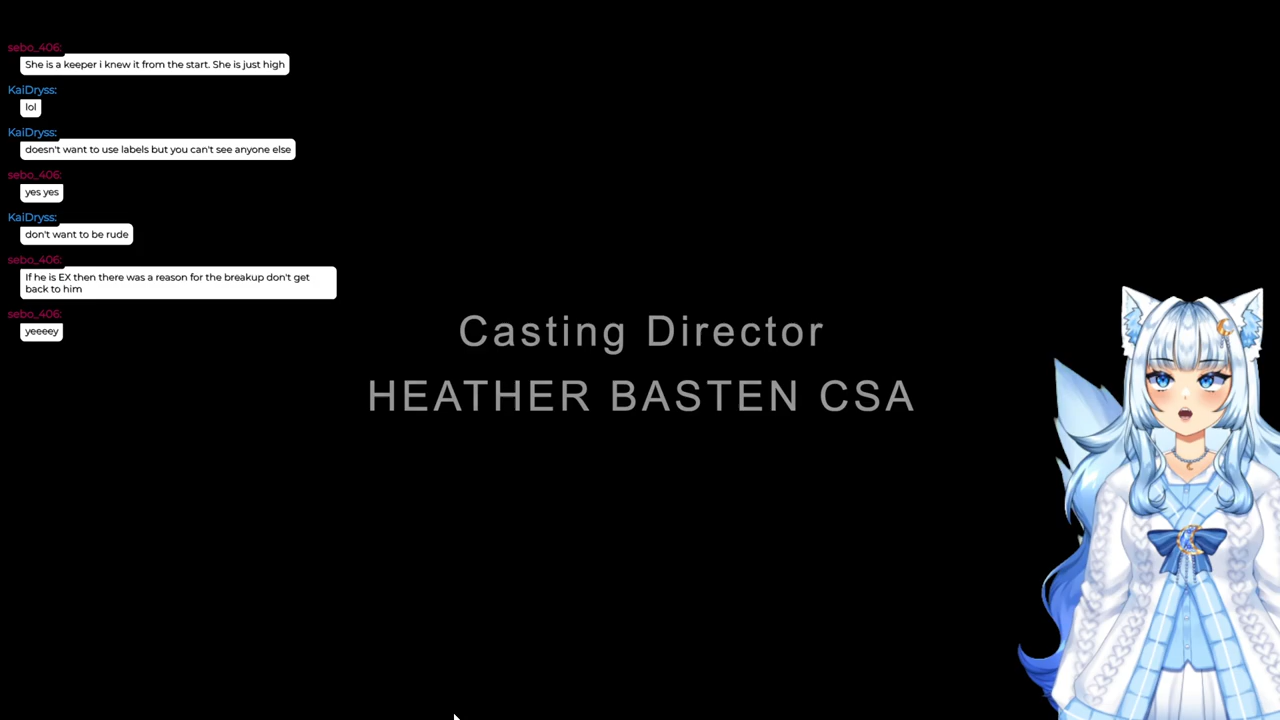 sebo_406:
She is a keeper i knew it from the start. She is just high
KaiDryss:
lol
KaiDryss:
doesn't want to use labels but you can't see anyone else
sebo_406:
yes yes
KaiDryss:
don't want to be rude
sebo_406:
If he is EX then there was a reason for the breakup don't get
back to him
sebo_406:
yeeeey
Casting Director
HEATHER BASTEN CSA